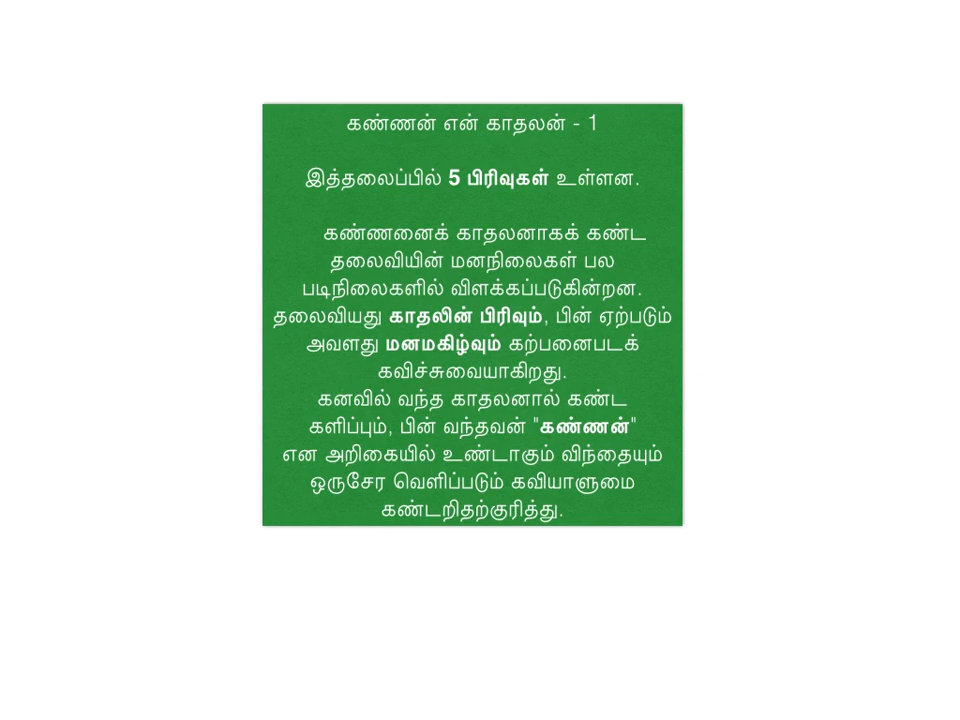 கண்ணன் என் காதலன் - 1
இத்தலைப்பில் 5 பிரிவுகள் உள்ளன.
கண்ணனைக் காதலனாகக் கண்ட
தலைவியின் மனநிலைகள் பல
படிநிலைகளில் விளக்கப்படுகின்றன.
தலைவியது காதலின் பிரிவும், பின் ஏற்படும்
அவளது மனமகிழ்வும் கற்பனைபடக்
கவிச்சுவையாகிறது.
கனவில் வந்த காதலனால் கண்ட
களிப்பும், பின் வந்தவன் "கண்ணன்"
என அறிகையில் உண்டாகும் விந்தையும்
ஒருசேர வெளிப்படும் கவியாளுமை
கண்டறிதற்குரித்து.